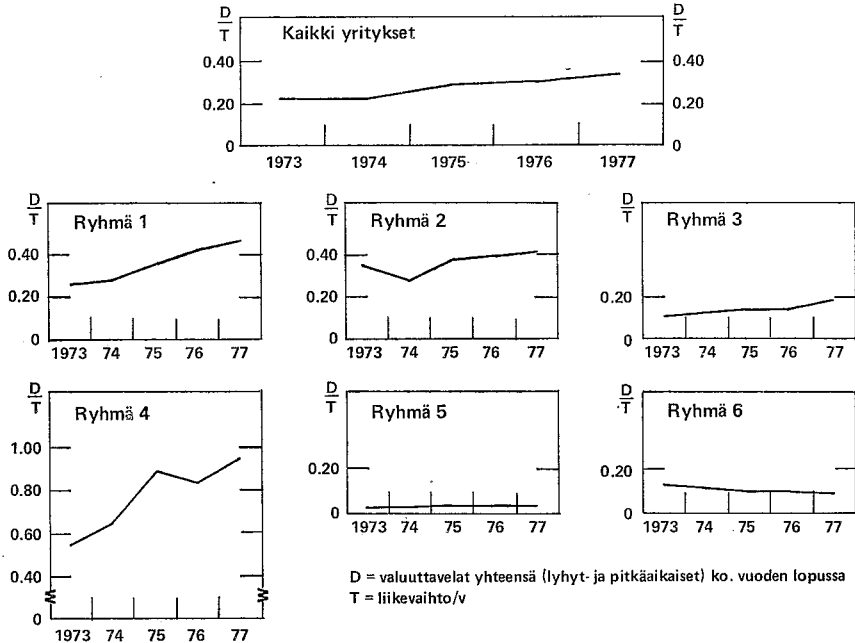 D/T Kaikki yritykset D/T
0.40 0.40
0.20 0.20
0 0
1973 1974 1975 1976 1977
D/T Ryhmä 1
0.40
0.20
0
1973 74 75 76 77
D/T Ryhmä 2
0.40
0.20
0
1973 74 75 76 77
D/T Ryhmä 3
0.20
0
1973 74 75 76 77
D/T Ryhmä 4
1.00
0.80
0.60
0.40
0
1973 74 75 76 77
D/T Ryhmä 5
0.20
0
1973 74 75 76 77
D/T Ryhmä 6
0.20
0
1973 74 75 76 77
D = valuuttavelat yhteensä (lyhyt- ja pitkäaikaiset) ko. vuoden lopussa
T = liikevaihto/v